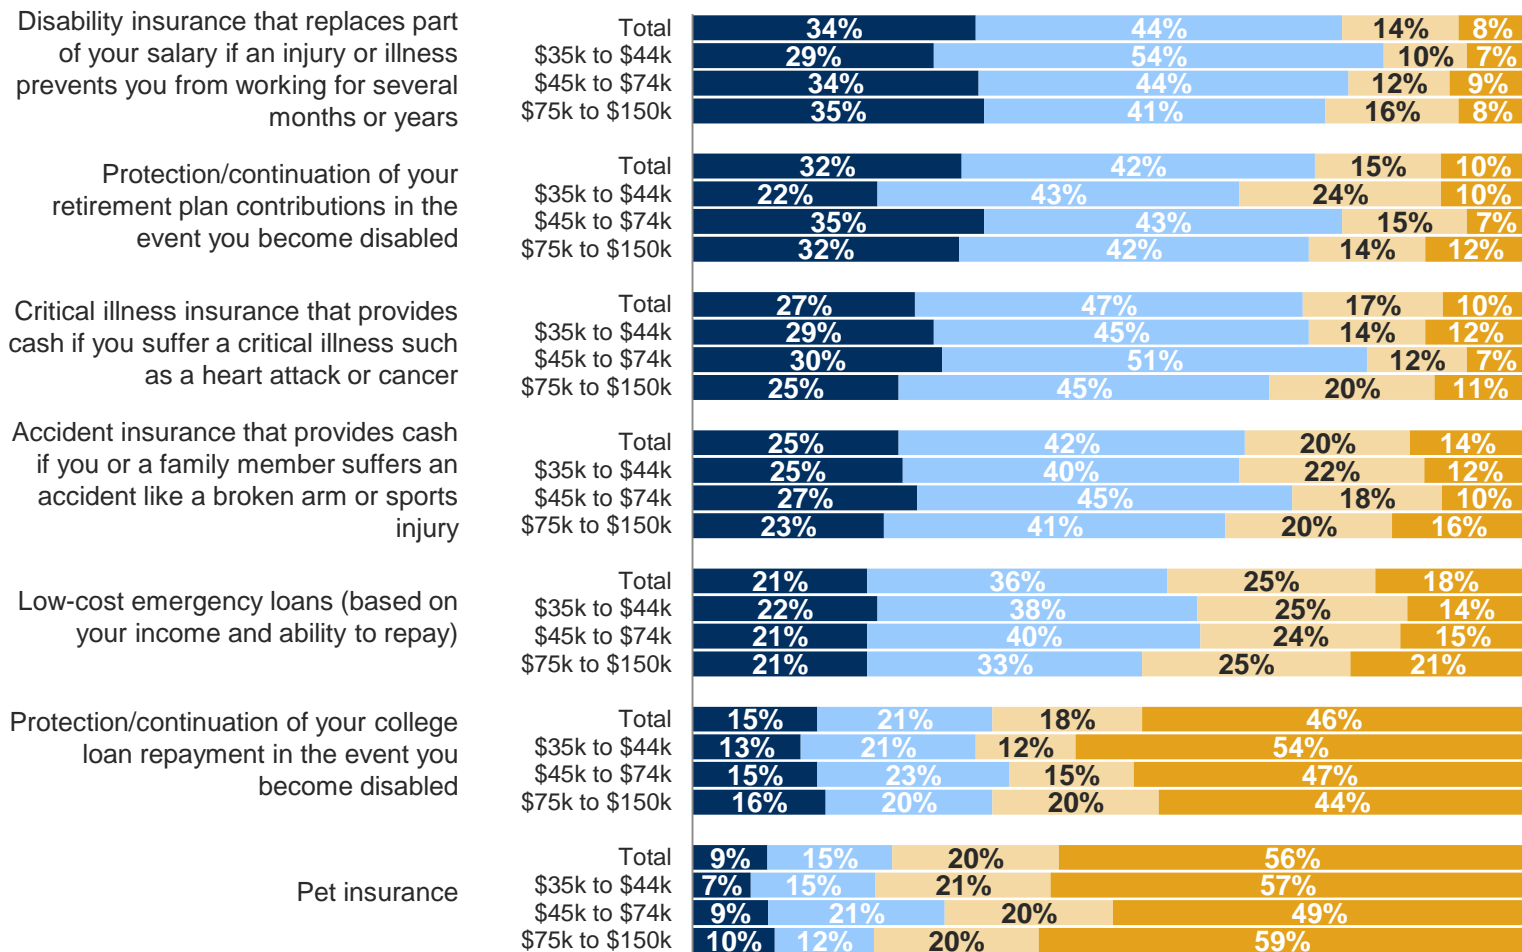 Disability insurance that replaces part
of your salary if an injury or illness
prevents you from working for several
months or years
Total 34% 44% 14% 8%
$35k to $44k 29% 54% 10% 7%
$45k to $74k 34% 44% 12% 9%
$75k to $150k 35% 41% 16% 8%
Protection/continuation of your
retirement plan contributions in the
event you become disabled
Total 32% 42% 15% 10%
$35k to $44k 22% 43% 24% 10%
$45k to $74k 35% 43% 15% 7%
$75k to $150k 32% 42% 14% 12%
Critical illness insurance that provides
cash if you suffer a critical illness such
as a heart attack or cancer
Total 27% 47% 17% 10%
$35k to $44k 29% 45% 14% 12%
$45k to $74k 30% 51% 12% 7%
$75k to $150k 25% 45% 20% 11%
Accident insurance that provides cash
if you or a family member suffers an
accident like a broken arm or sports
injury
Total 25% 42% 20% 14%
$35k to $44k 25% 40% 22% 12%
$45k to $74k 27% 45% 18% 10%
$75k to $150k 23% 41% 20% 16%
Low-cost emergency loans (based on
your income and ability to repay)
Total 21% 36% 25% 18%
$35k to $44k 22% 38% 25% 14%
$45k to $74k 21% 40% 24% 15%
$75k to $150k 21% 33% 25% 21%
Protection/continuation of your college
loan repayment in the event you
become disabled
Total 15% 21% 18% 46%
$35k to $44k 13% 21% 12% 54%
$45k to $74k 15% 23% 15% 47%
$75k to $150k 16% 20% 20% 44%
Pet insurance
Total 9% 15% 20% 56%
$35k to $44k 7% 15% 21% 57%
$45k to $74k 9% 21% 20% 49%
$75k to $150k 10% 12% 20% 59%